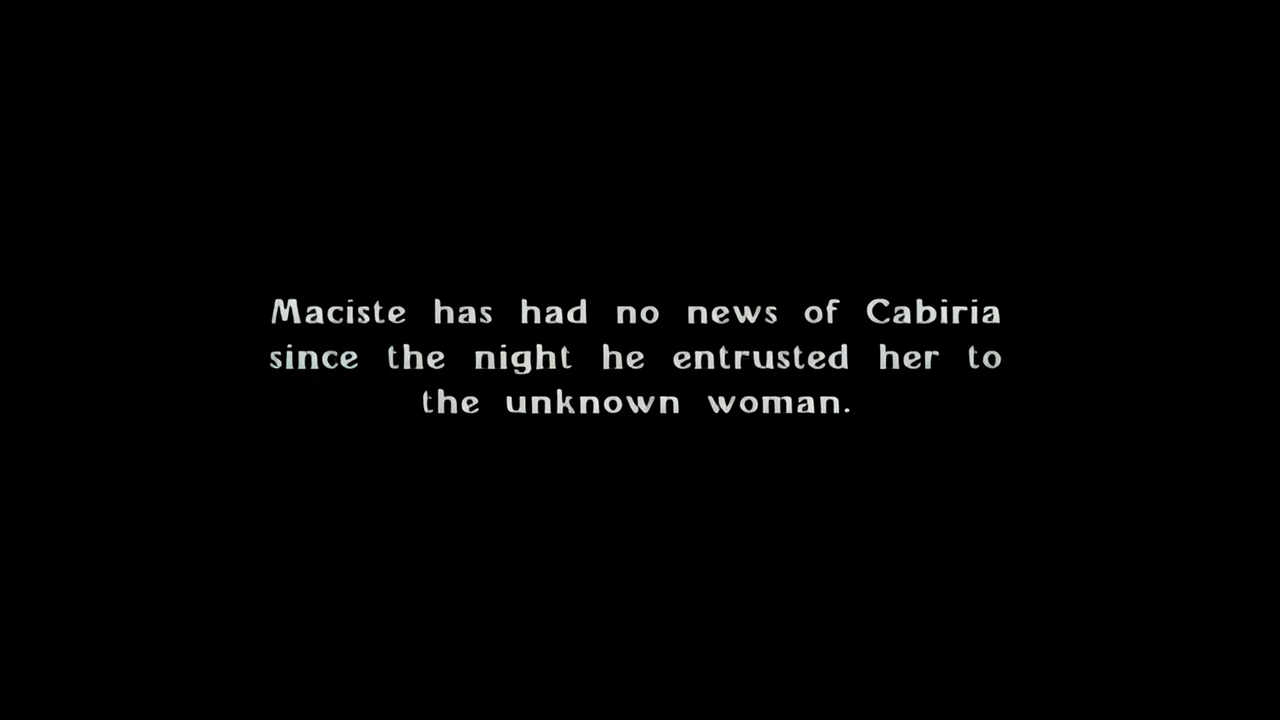 Maciste has had no news of Cabiria
since the night he entrusted her to
the unknown woman.